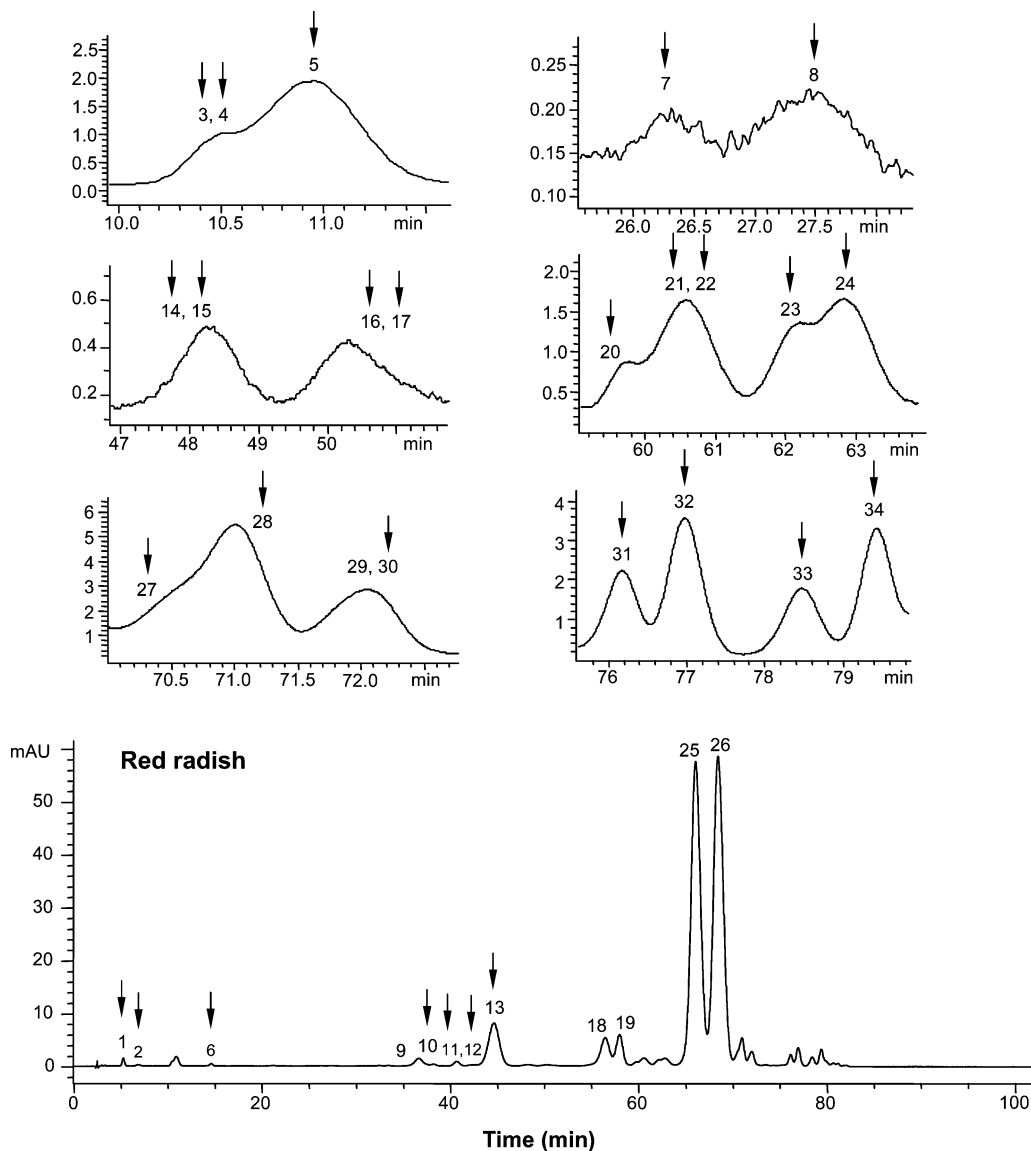 5
3, 4
2.5
2.0
1.5
1.0
0.5
0.0
10.0 10.5 11.0 min
7 8
0.25
0.20
0.15
0.10
26.0 26.5 27.0 27.5 min
14, 15 16, 17
0.6
0.4
0.2
47 48 49 50 min
20 21, 22 23 24
2.0
1.5
1.0
0.5
60 61 62 63 min
27 28 29, 30
6
5
4
3
2
1
70.5 71.0 71.5 72.0 min
31 32 33 34
4
3
2
1
76 77 78 79 min
mAU
Red radish
50
40
30
20
10
0
1 2 6 9 10 11,12 13 18 19 25 26
0 20 40 60 80 100
Time (min)